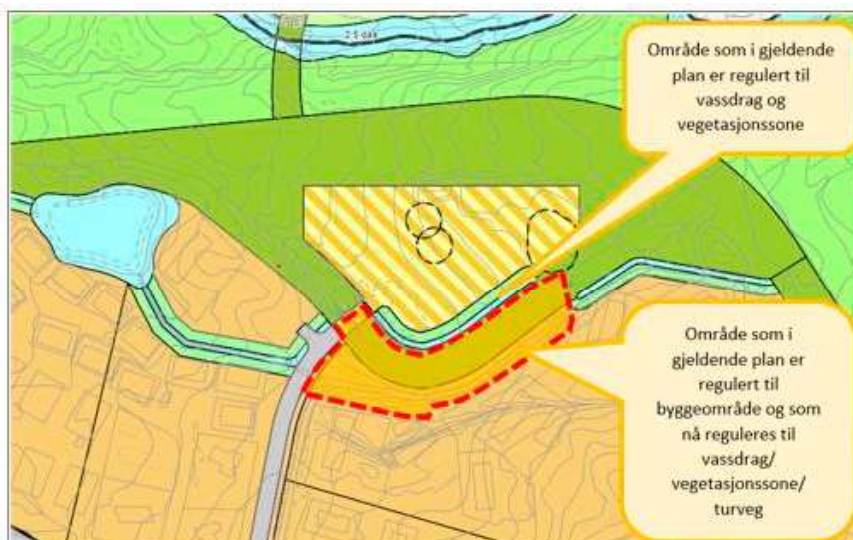 Område som i gjeldende
plan er regulert til
vassdrag og
vegetasjonssone
Område som i
gjeldende plan er
regulert til
byggeområde og som
nå reguleres til
vassdrag/
vegetasjonssone/
turveg